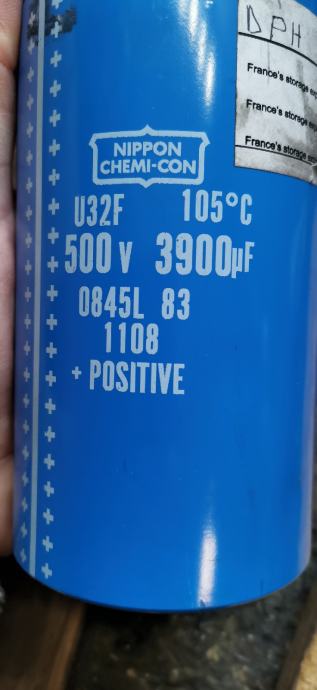 DPH
France's storage
France's storage
France's storage
NIPPON
CHEMI-CON
U32F 105°C
500V 3900µF
0845L 83
1108
+ POSITIVE